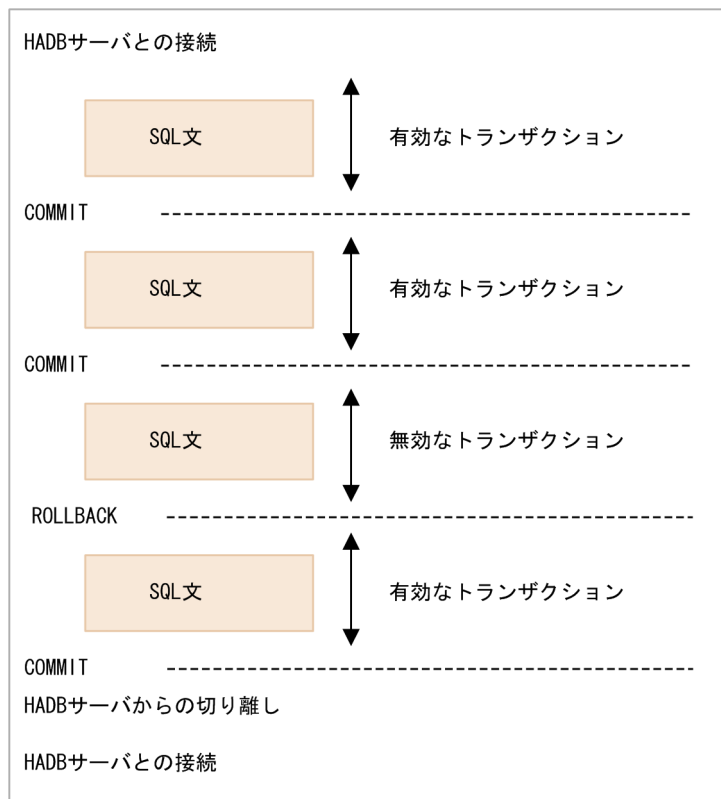 HADBサーバとの接続
SQL文 有効なトランザクション
COMMIT
SQL文 有効なトランザクション
COMMIT
SQL文 無効なトランザクション
ROLLBACK
SQL文 有効なトランザクション
COMMIT
HADBサーバからの切り離し
HADBサーバとの接続